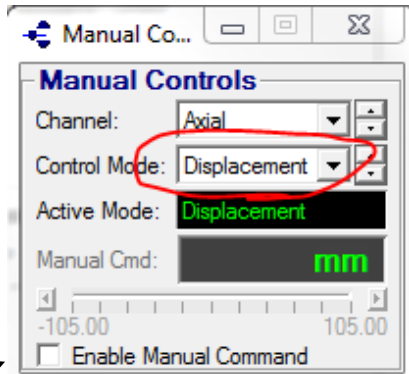 Manual Co...
Manual Controls
Channel: Axial
Control Mode: Displacement
Active Mode: Displacement
Manual Cmd: mm
-105.00 105.00
Enable Manual Command